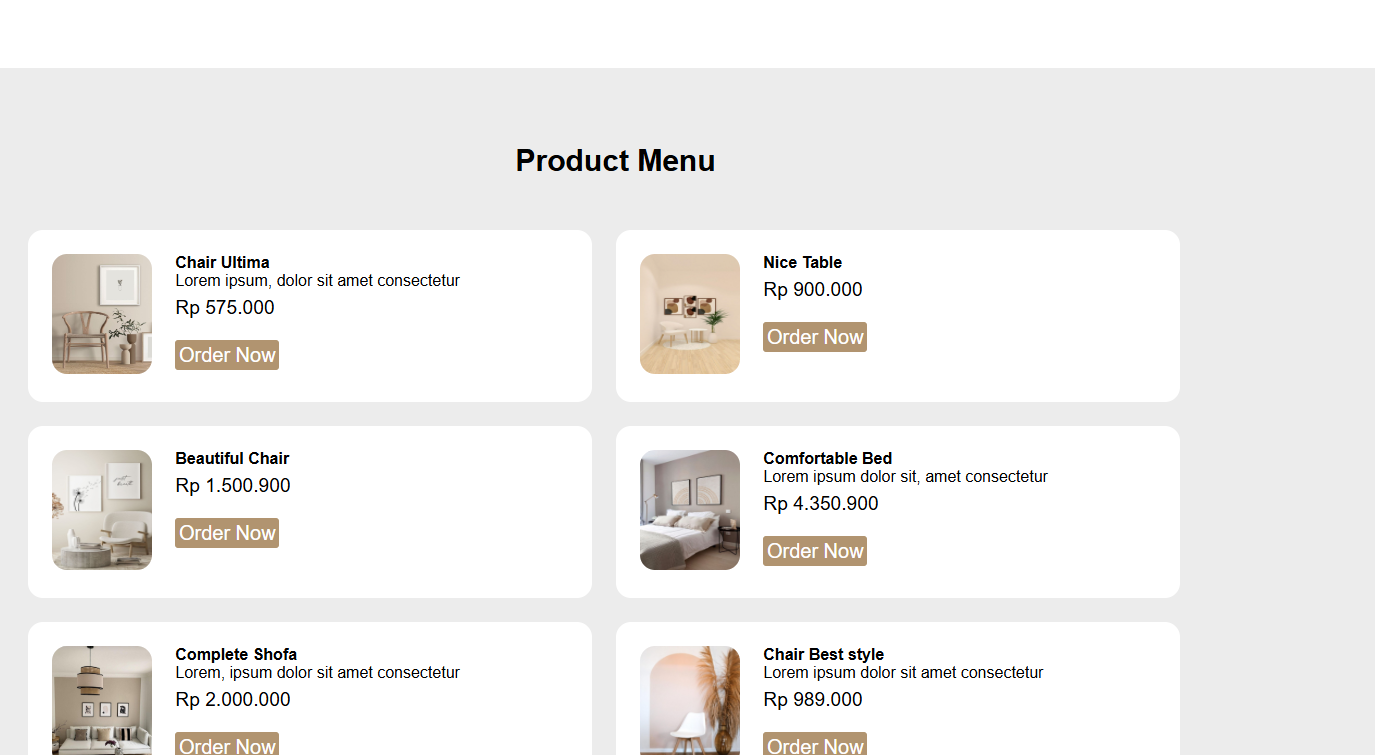 Product Menu
Chair Ultima
Lorem ipsum, dolor sit amet consectetur
Rp 575.000
Order Now
Nice Table
Rp 900.000
Order Now
Beautiful Chair
Rp 1.500.900
Order Now
Comfortable Bed
Lorem ipsum dolor sit, amet consectetur
Rp 4.350.900
Order Now
Complete Shofa
Lorem, ipsum dolor sit amet consectetur
Rp 2.000.000
Order Now
Chair Best style
Lorem ipsum dolor sit amet consectetur
Rp 989.000
Order Now